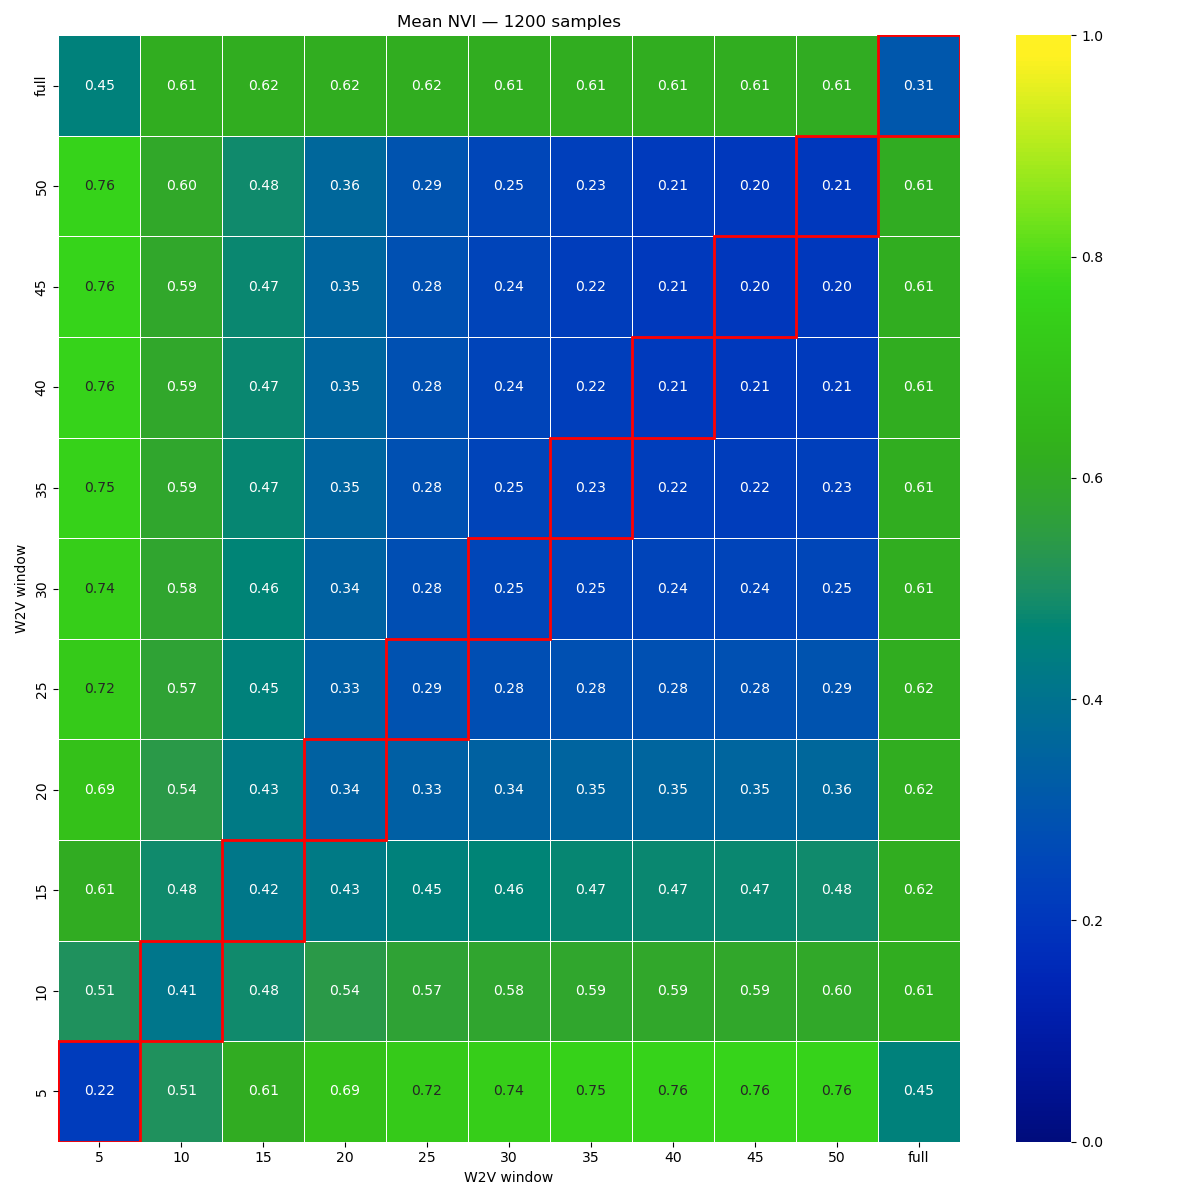 Mean NVI — 1200 samples
full 0.45 0.61 0.62 0.62 0.62 0.61 0.61 0.61 0.61 0.61 0.31
50 0.76 0.60 0.48 0.36 0.29 0.25 0.23 0.21 0.20 0.21 0.61
45 0.76 0.59 0.47 0.35 0.28 0.24 0.22 0.21 0.20 0.20 0.61
40 0.76 0.59 0.47 0.35 0.28 0.24 0.22 0.21 0.21 0.21 0.61
35 0.75 0.59 0.47 0.35 0.28 0.25 0.23 0.22 0.22 0.23 0.61
30 0.74 0.58 0.46 0.34 0.28 0.25 0.25 0.24 0.24 0.25 0.61
25 0.72 0.57 0.45 0.33 0.29 0.28 0.28 0.28 0.28 0.29 0.62
20 0.69 0.54 0.43 0.34 0.33 0.34 0.35 0.35 0.35 0.36 0.62
15 0.61 0.48 0.42 0.43 0.45 0.46 0.47 0.47 0.47 0.48 0.62
10 0.51 0.41 0.48 0.54 0.57 0.58 0.59 0.59 0.59 0.60 0.61
5 0.22 0.51 0.61 0.69 0.72 0.74 0.75 0.76 0.76 0.76 0.45
5 10 15 20 25 30 35 40 45 50 full
W2V window
W2V window
1.0
0.8
0.6
0.4
0.2
0.0